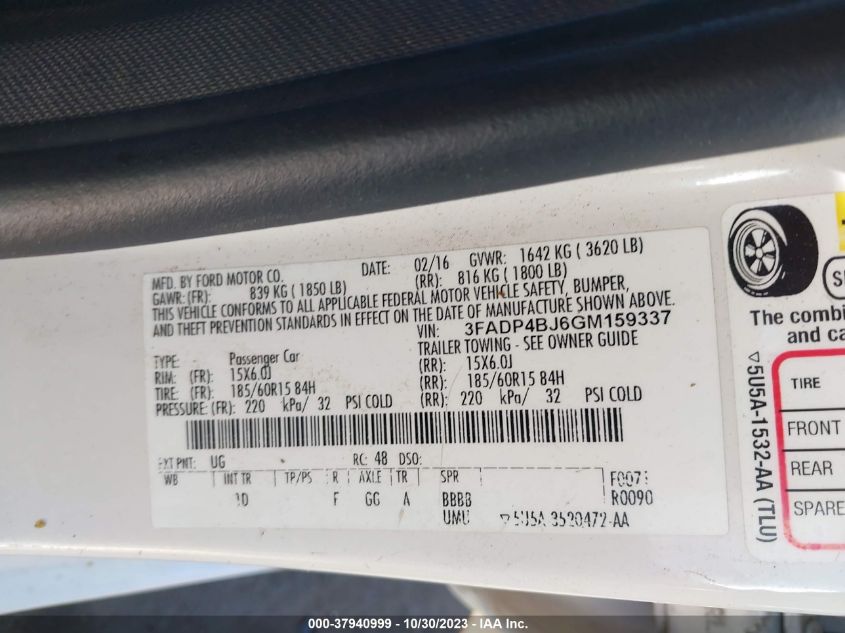 MFD. BY FORD MOTOR CO. DATE: 02/16 GVWR: 1642 KG ( 3620 LB)
GAWR: (FR): 839 KG ( 1850 LB) (RR): 816 KG ( 1800 LB)
THIS VEHICLE CONFORMS TO ALL APPLICABLE FEDERAL MOTOR VEHICLE SAFETY, BUMPER,
AND THEFT PREVENTION STANDARDS IN EFFECT ON THE DATE OF MANUFACTURE SHOWN ABOVE.
VIN: 3FADP4BJ6GM159337
TYPE: Passenger Car TRAILER TOWING - SEE OWNER GUIDE
RIM: (FR): 15X6.0J (RR): 15X6.0J
TIRE: (FR): 185/60R15 84H (RR): 185/60R15 84H
PRESSURE: (FR): 220 kPa/ 32 PSI COLD (RR): 220 kPa/ 32 PSI COLD
EXT PNT: UG RC: 48 DSO:
WB INT TR TP/PS R AXLE TR SPR
F GG A BBBB R0090
UMU
The combi
and ca
TIRE
FRONT
REAR
SPARE
▽5U5A-1532-AA (TLU)
000-37940999 - 10/30/2023 - IAA Inc.